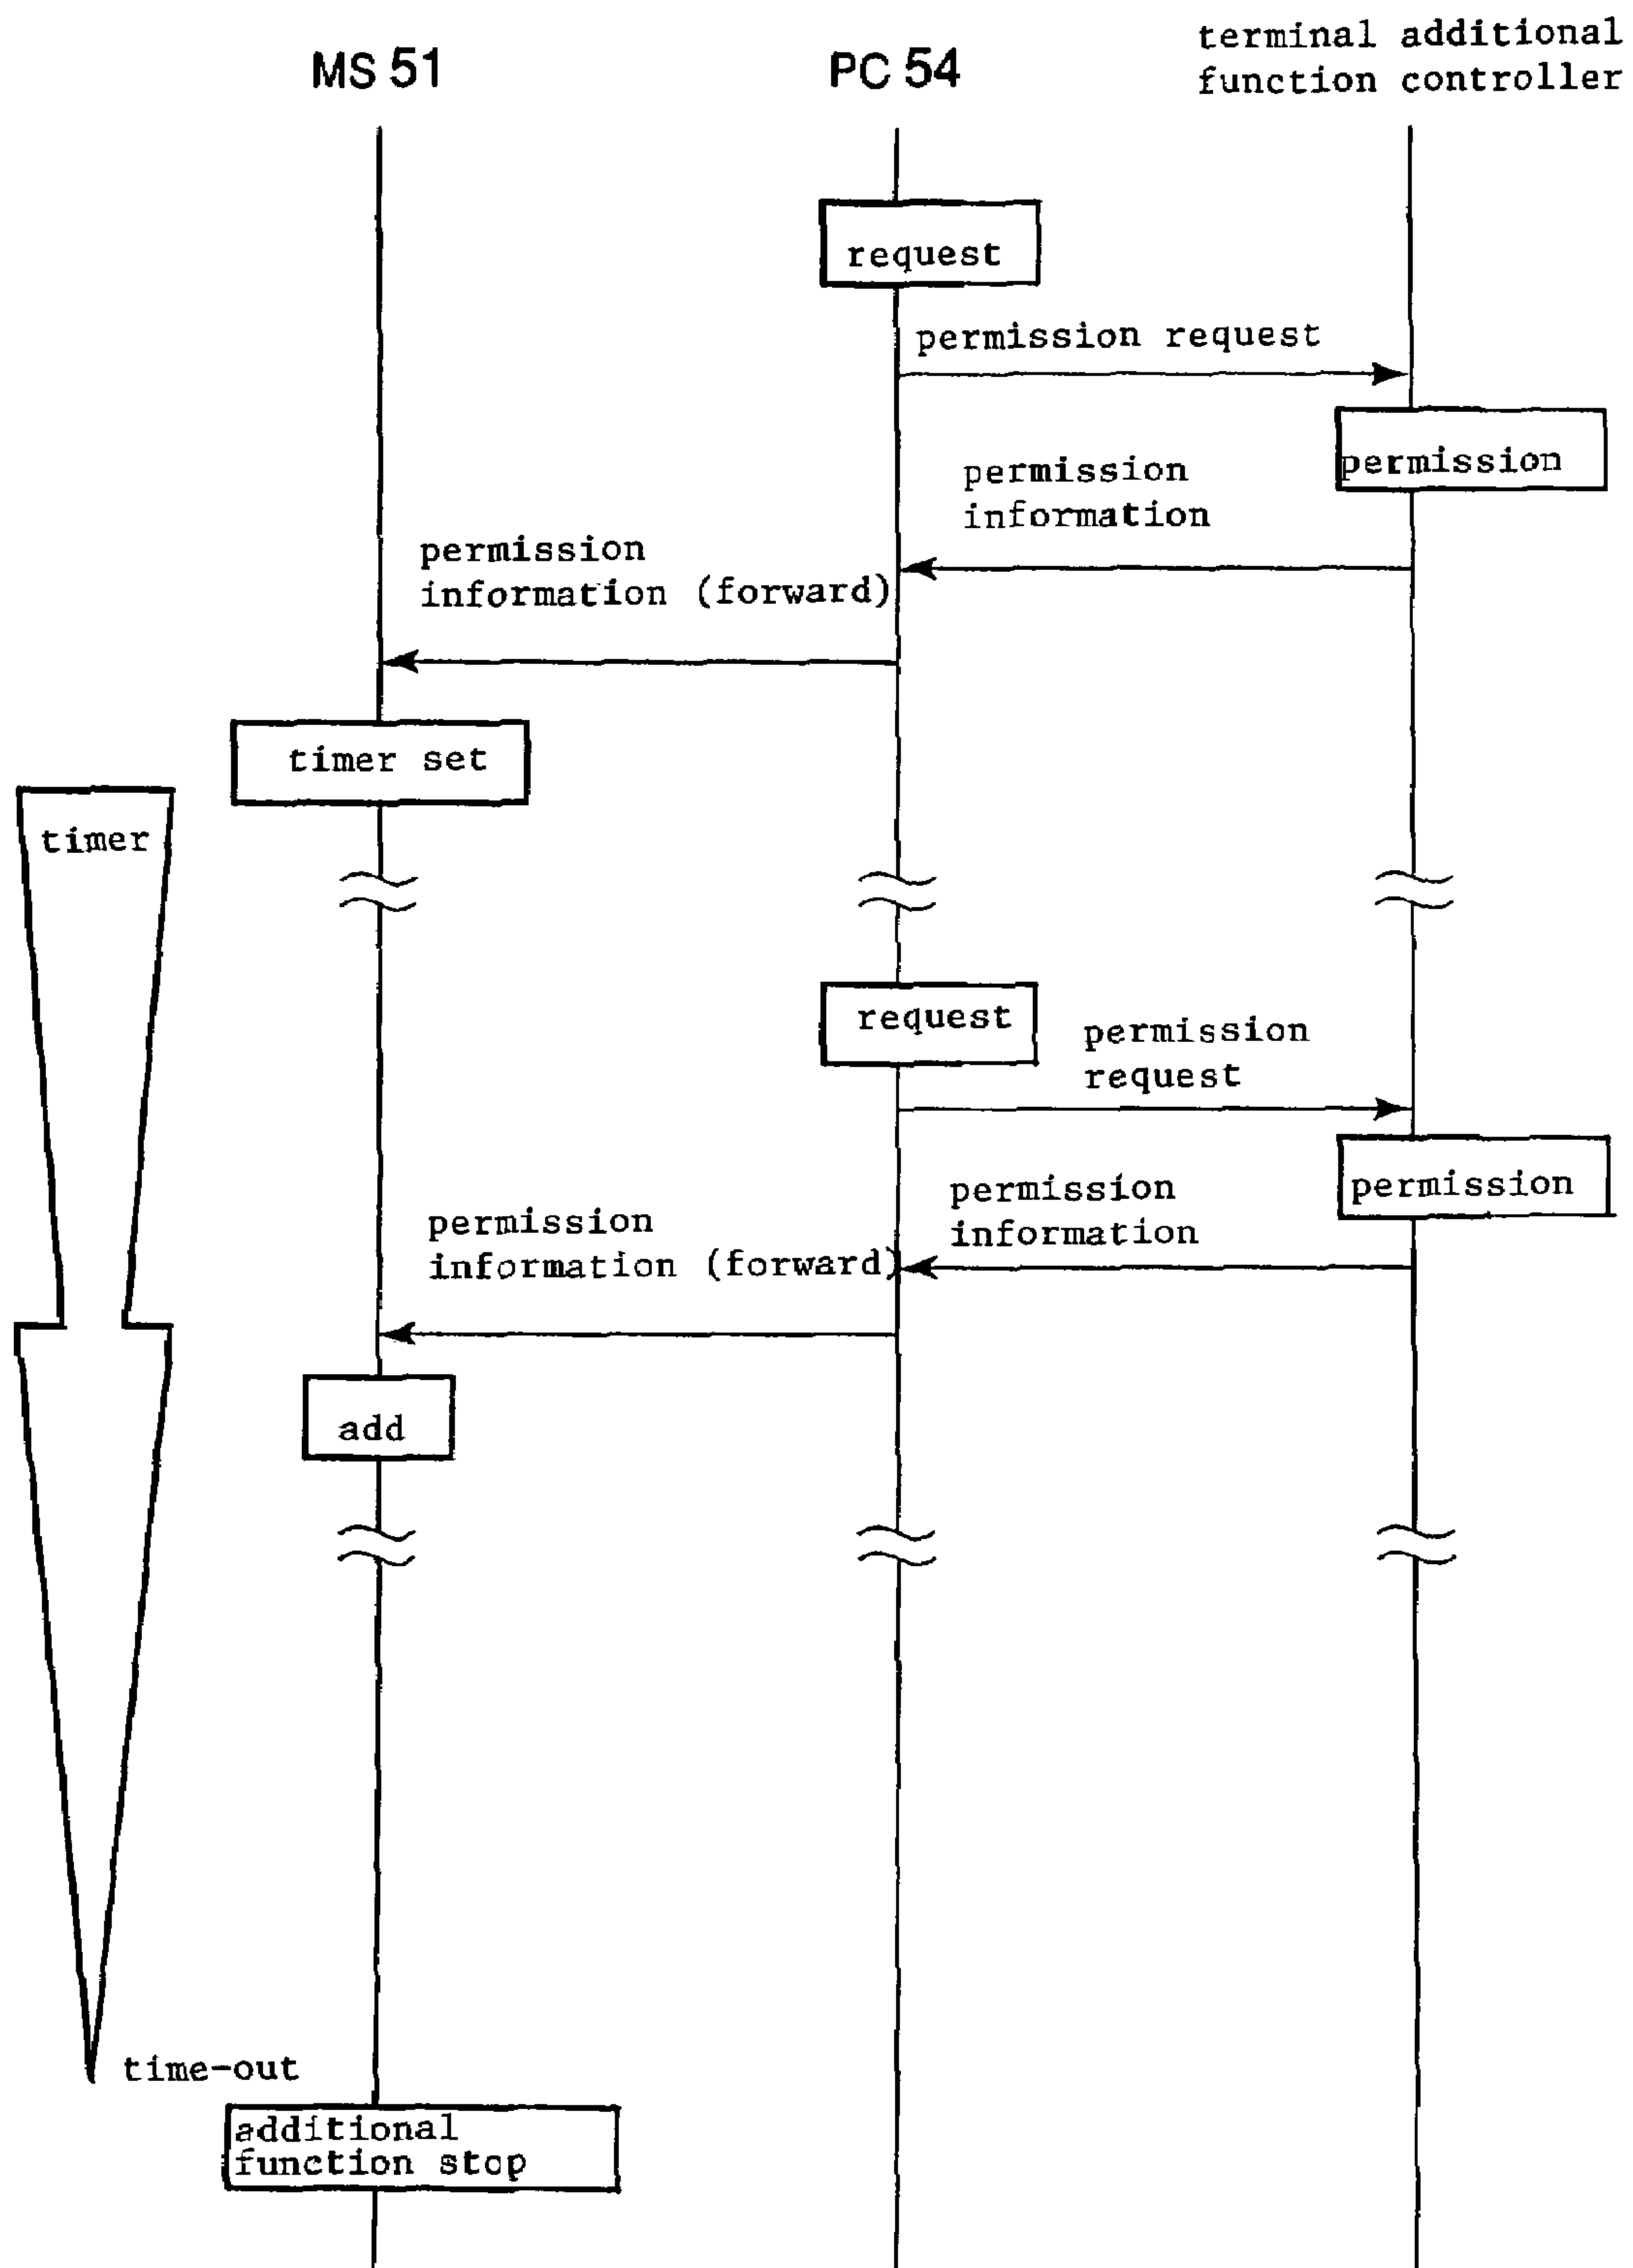 MS 51
PC 54
terminal additional
function controller
request
permission request
permission
permission
information
permission
information (forward)
timer set
timer
request
permission
request
permission
permission
information
permission
information (forward)
add
time-out
additional
function stop